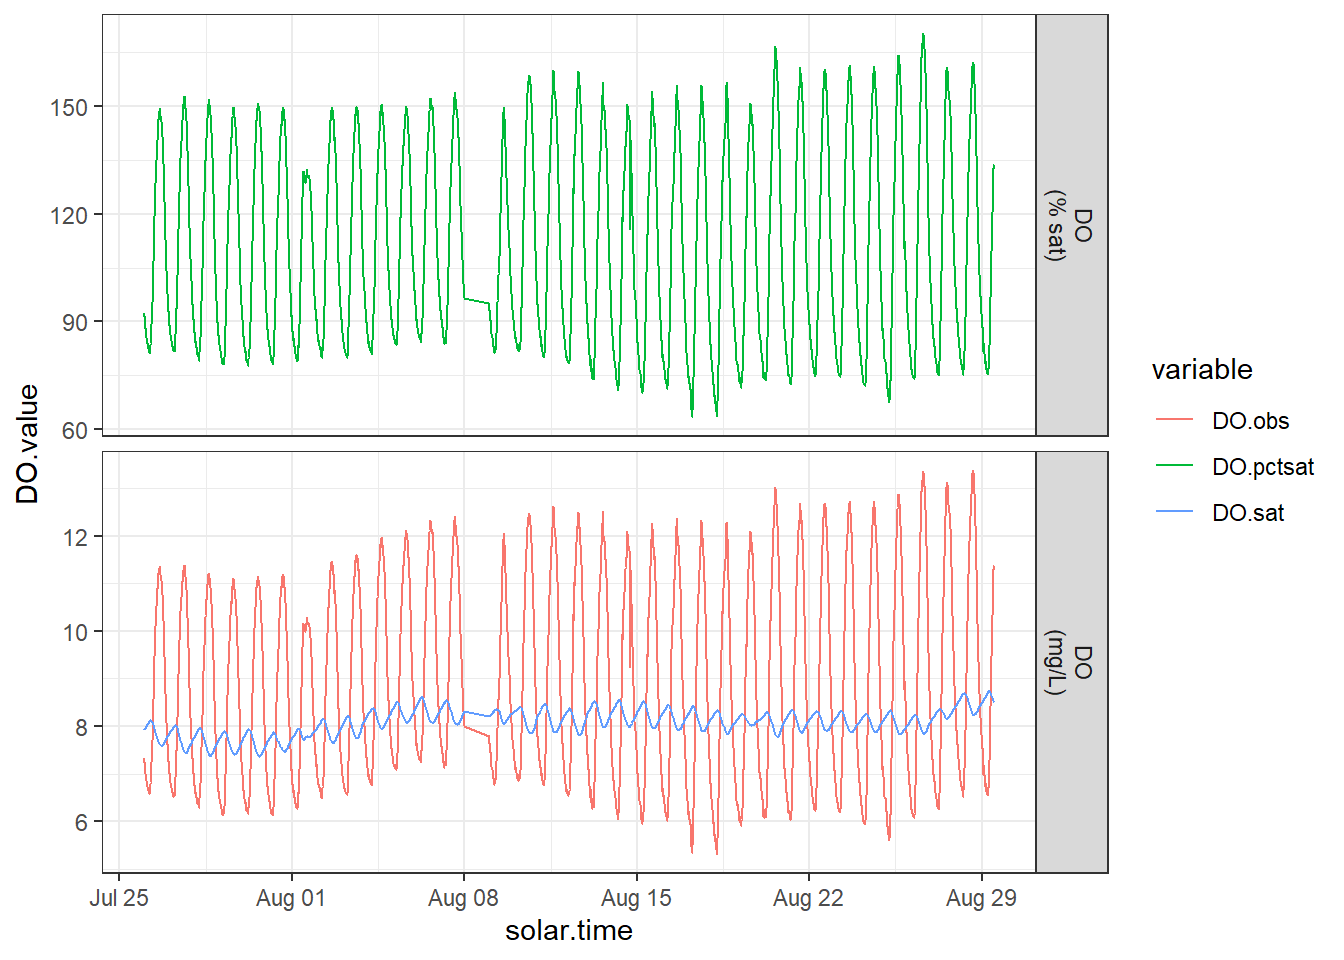 DO.value
150
120
90
60
DO
(% sat)
12
10
8
6
DO
(mg/L)
Jul 25
Aug 01
Aug 08
Aug 15
Aug 22
Aug 29
solar.time
variable
DO.obs
DO.pctsat
DO.sat